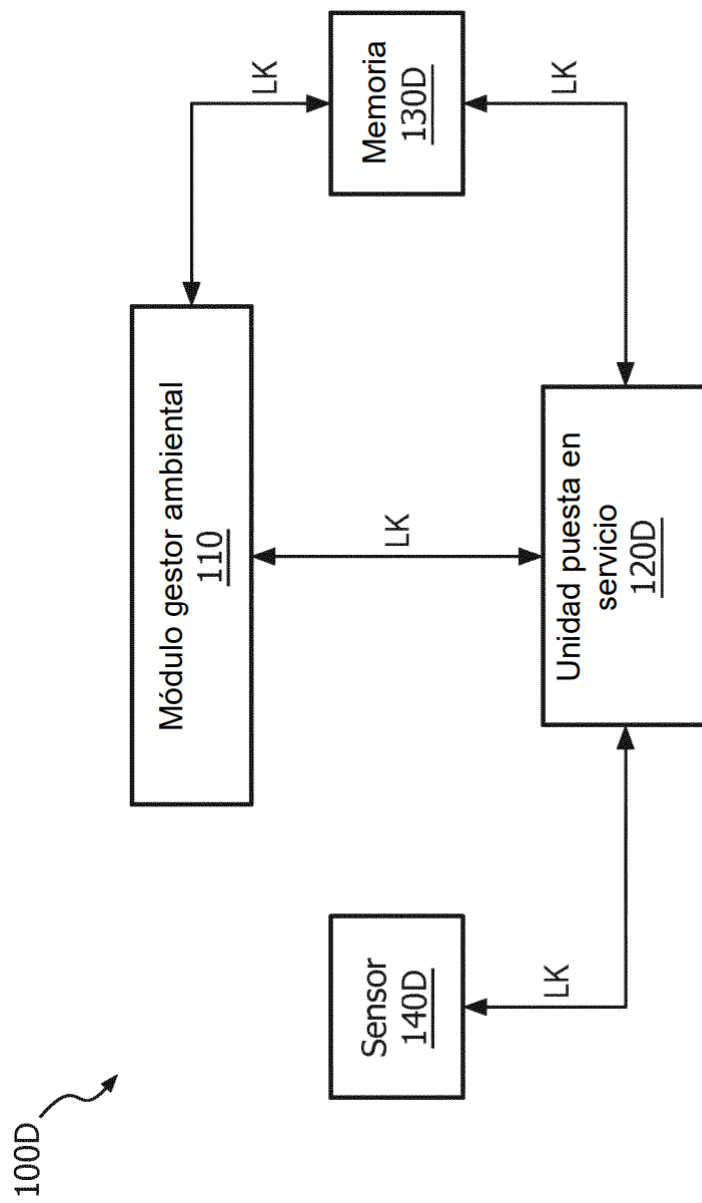 100D
Módulo gestor ambiental
110
LK
Sensor
140D
LK
Memoria
130D
LK
Unidad puesta en
servicio
120D
LK